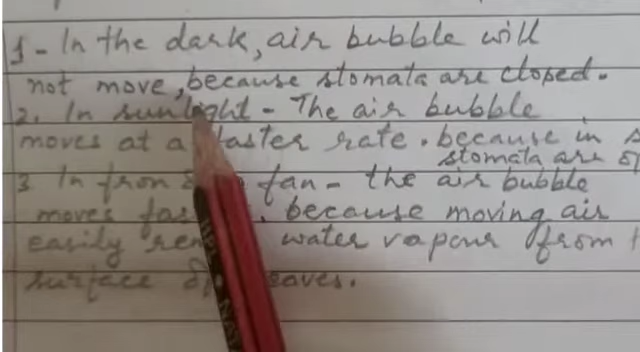 1 - In the dark, air bubble will
not move, because stomata are closed.
2. In sunlight - The air bubble
moves at a faster rate. because in
stomata are
3 In fan - the air bubble
moves because moving air
easily water vapour from
surface